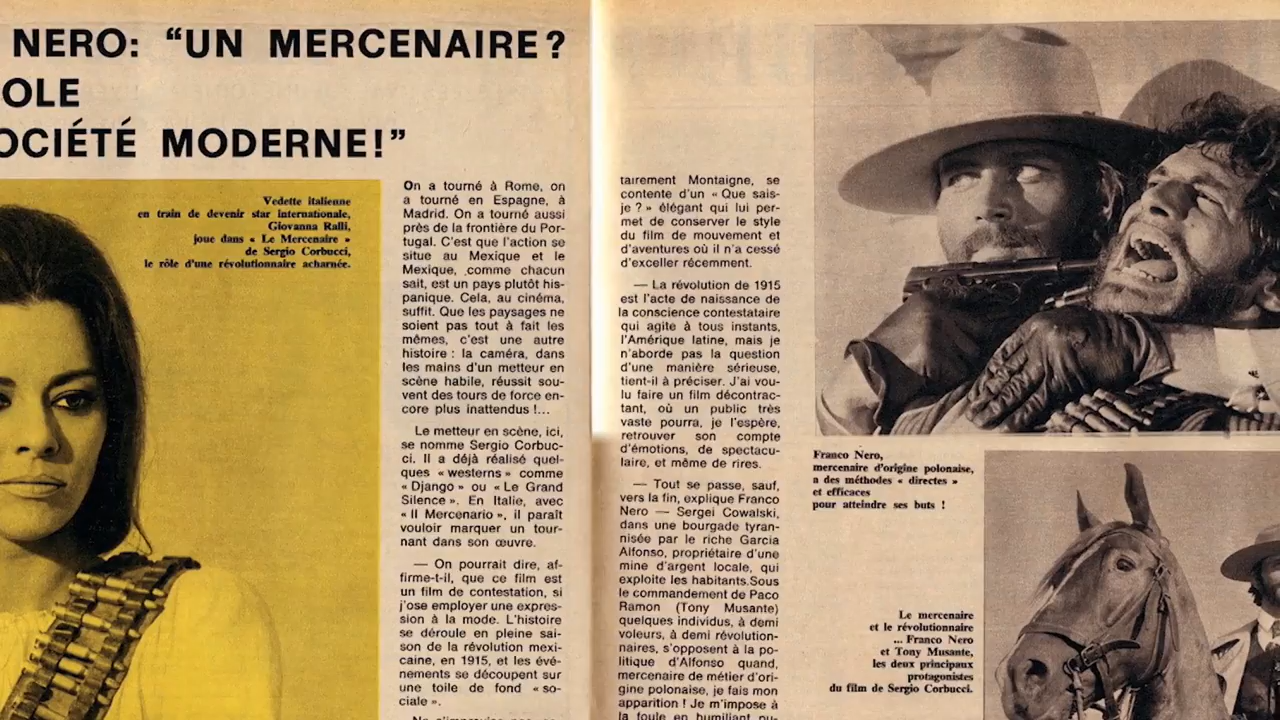 NERO: “UN MERCENAIRE?
OLE
OCIÉTÉ MODERNE!”
Vedette italienne
en train de devenir star internationale,
Giovanna Ralli,
joue dans « Le Mercenaire »
de Sergio Corbucci,
le rôle d'une révolutionnaire acharnée.
On a tourné à Rome, on
a tourné en Espagne, à
Madrid. On a tourné aussi
près de la frontière du Por-
tugal. C'est que l'action se
situe au Mexique et le
Mexique, comme chacun
sait, est un pays plutôt his-
panique. Cela, au cinéma,
suffit. Que les paysages ne
soient pas tout à fait les
mêmes, c'est une autre
histoire : la caméra, dans
les mains d'un metteur en
scène habile, réussit sou-
vent des tours de force en-
core plus inattendus !...
Le metteur en scène, ici,
se nomme Sergio Corbuc-
ci. Il a déjà réalisé quel-
ques « westerns » comme
« Django » ou « Le Grand
Silence ». En Italie, avec
« Il Mercenario », il paraît
vouloir marquer un tour-
nant dans son œuvre.
— On pourrait dire, af-
firme-t-il, que ce film est
un film de contestation, si
j'ose employer une expres-
sion à la mode. L'histoire
se déroule en pleine sai-
son de la révolution mexi-
caine, en 1915, et les évé-
nements se découpent sur
une toile de fond « so-
ciale ».
tairement Montaigne, se
contente d'un « Que sais-
je ? » élégant qui lui per-
met de conserver le style
du film de mouvement et
d'aventures où il n'a cessé
d'exceller récemment.
— La révolution de 1915
est l'acte de naissance de
la conscience contestataire
qui agite à tous instants,
l'Amérique latine, mais je
n'aborde pas la question
d'une manière sérieuse,
tient-il à préciser. J'ai vou-
lu faire un film décontrac-
tant, où un public très
vaste pourra, je l'espère,
retrouver son compte
d'émotions, de spectacu-
laire, et même de rires.
— Tout se passe, sauf,
vers la fin, explique Franco
Nero — Sergei Cowalski,
dans une bourgade tyran-
nisée par le riche Garcia
Alfonso, propriétaire d'une
mine d'argent locale, qui
exploite les habitants.Sous
le commandement de Paco
Ramon (Tony Musante)
quelques individus, à demi
voleurs, à demi révolution-
naires, s'opposent à la po-
litique d'Alfonso quand,
mercenaire de métier d'ori-
gine polonaise, je fais mon
apparition ! Je m'impose à
la foule en humiliant pu-
Franco Nero,
mercenaire d'origine polonaise,
a des méthodes « directes »
et efficaces
pour atteindre ses buts !
Le mercenaire
et le révolutionnaire
... Franco Nero
et Tony Musante,
les deux principaux
protagonistes
du film de Sergio Corbucci.